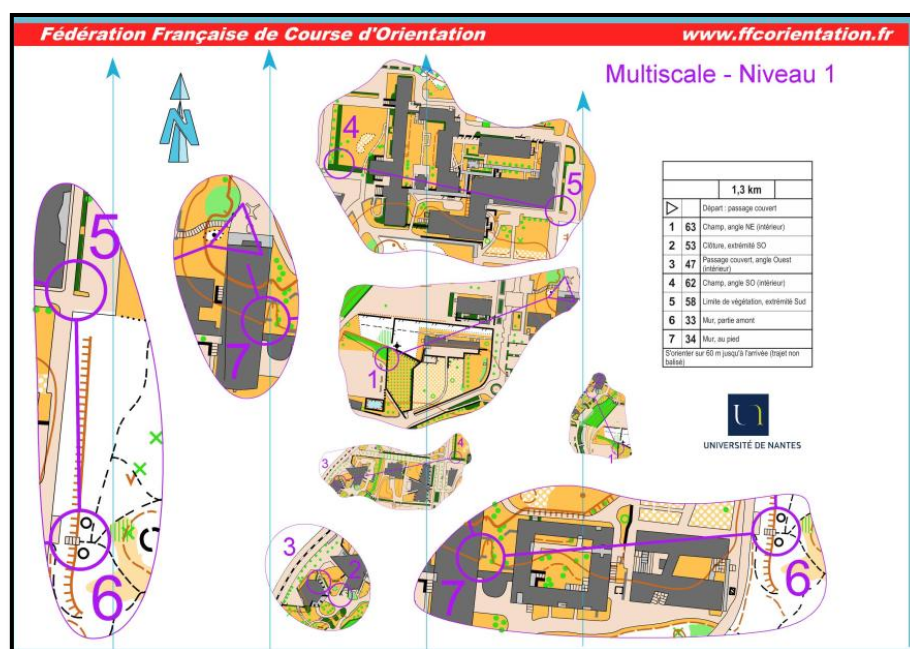 Fédération Française de Course d'Orientation
www.ffcorientation.fr
Multiscale - Niveau 1
N
1,3 km
Départ : passage couvert
1 63 Champ, angle NE (intérieur)
2 53 Clôture, extrémité SO
3 47 Passage couvert, angle Ouest
(intérieur)
4 62 Champ, angle SO (intérieur)
5 58 Limite de végétation, extrémité Sud
6 33 Mur, partie amont
7 34 Mur, au pied
S'orienter sur 60 m jusqu'à l'arrivée (trajet non
balisé)
UNIVERSITÉ DE NANTES
4
5
5
6
7
1
3
4
1
3
2
7
6